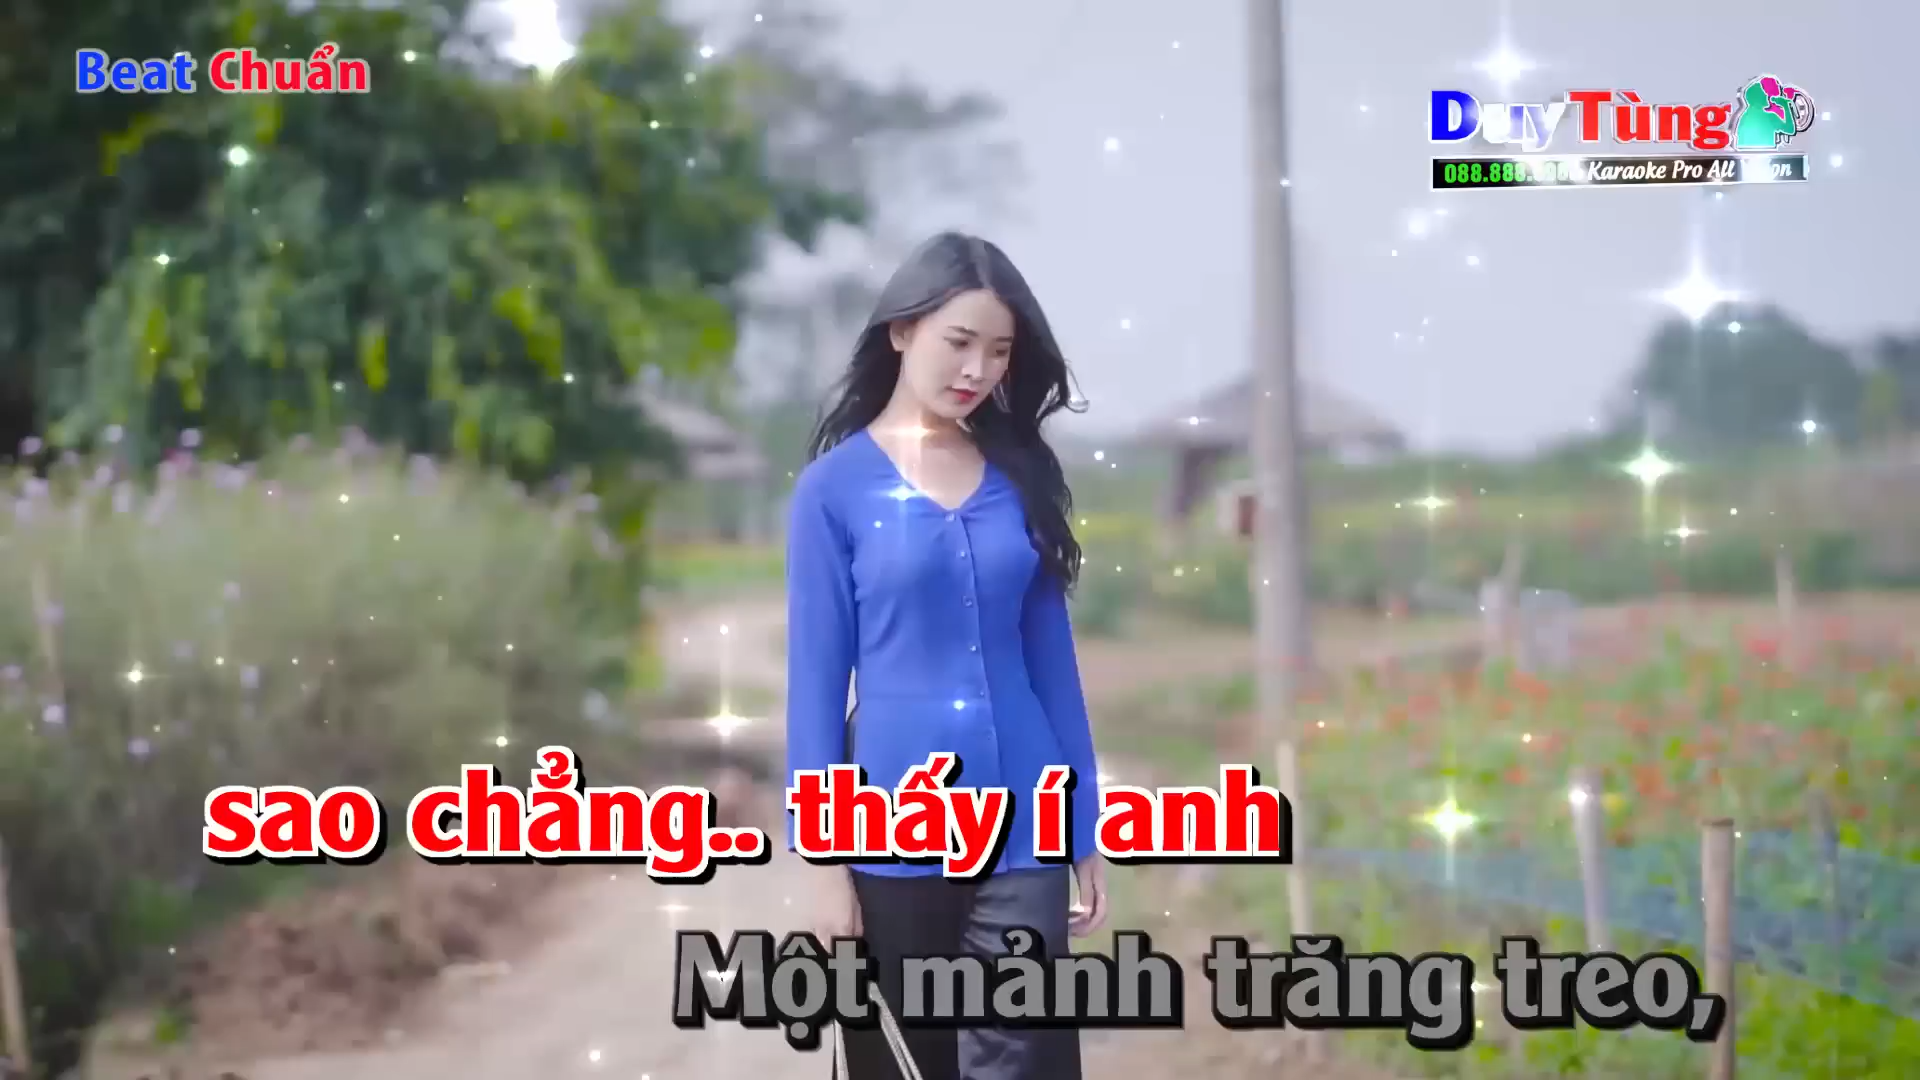 Beat Chuẩn
Duy Tùng
088.888. Karaoke Pro All
sao chẳng.. thấy í anh
Một mảnh trăng treo,